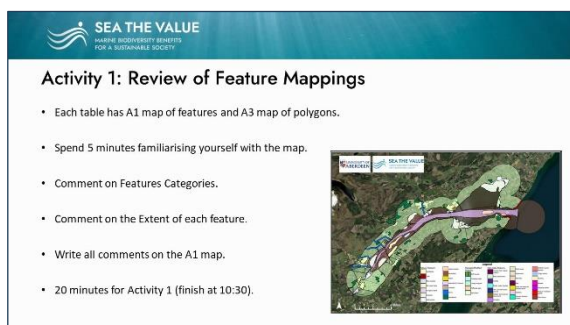 SEA THE VALUE
MARINE BIODIVERSITY BENEFITS
FOR A SUSTAINABLE SOCIETY
Activity 1: Review of Feature Mappings
• Each table has A1 map of features and A3 map of polygons.
• Spend 5 minutes familiarising yourself with the map.
• Comment on Features Categories.
• Comment on the Extent of each feature.
• Write all comments on the A1 map.
• 20 minutes for Activity 1 (finish at 10:30).
ABERDEEN
SEA THE VALUE